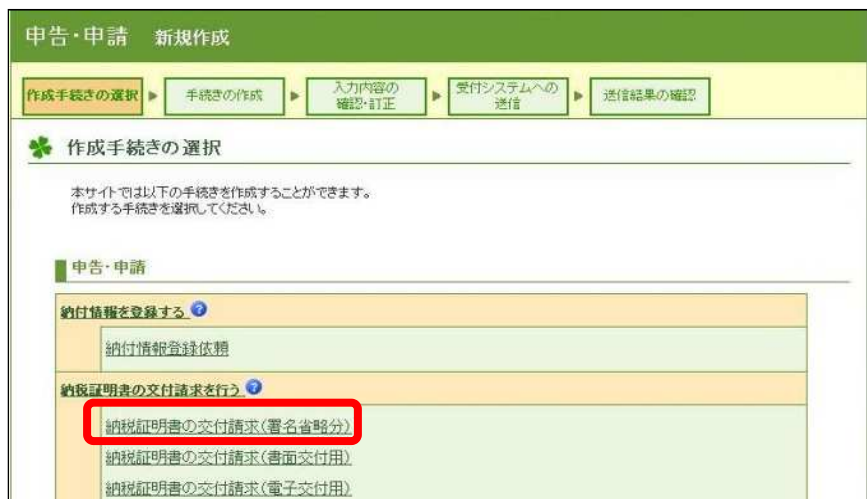 申告・申請 新規作成
作成手続きの選択 ▶ 手続きの作成 ▶ 入力内容の確認・訂正 ▶ 受付システムへの送信 ▶ 送信結果の確認
作成手続きの選択
本サイトでは以下の手続きを作成することができます。
作成する手続きを選択してください。
申告・申請
納付情報を登録する ?
納付情報登録依頼
納税証明書の交付請求を行う ?
納税証明書の交付請求(署名省略分)
納税証明書の交付請求(書面交付用)
納税証明書の交付請求(電子交付用)